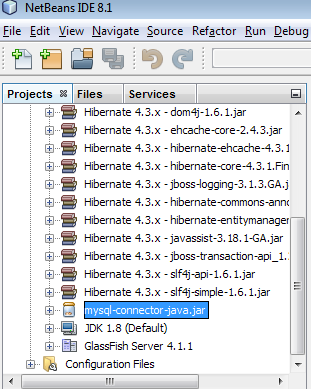 NetBeans IDE 8.1
File Edit View Navigate Source Refactor Run Debug
Projects Files Services
Hibernate 4.3.x - dom4j-1.6.1.jar
Hibernate 4.3.x - ehcache-core-2.4.3.jar
Hibernate 4.3.x - hibernate-ehcache-4.3.1
Hibernate 4.3.x - hibernate-core-4.3.1.Fin
Hibernate 4.3.x - jboss-logging-3.1.3.GA.j
Hibernate 4.3.x - hibernate-commons-anno
Hibernate 4.3.x - hibernate-entitymanager
Hibernate 4.3.x - javassist-3.18.1-GA.jar
Hibernate 4.3.x - jboss-transaction-api_1.3
Hibernate 4.3.x - slf4j-api-1.6.1.jar
Hibernate 4.3.x - slf4j-simple-1.6.1.jar
mysql-connector-java.jar
JDK 1.8 (Default)
GlassFish Server 4.1.1
Configuration Files